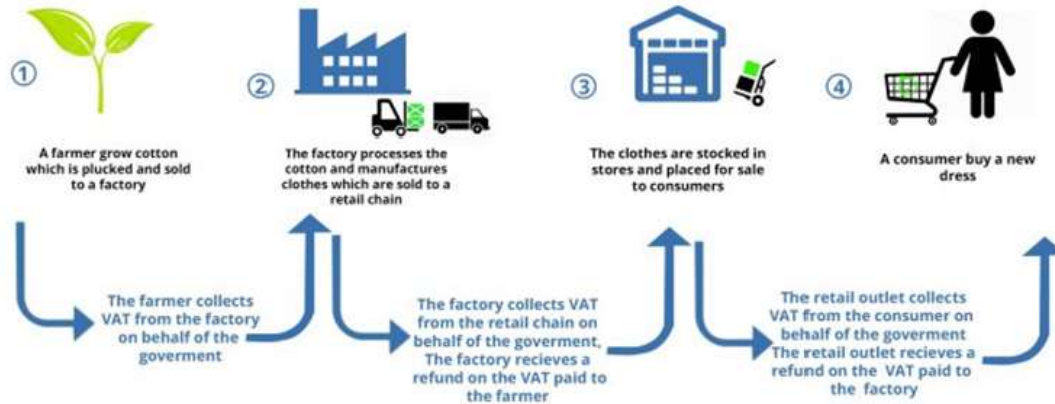 ①
A farmer grow cotton
which is plucked and sold
to a factory
②
The factory processes the
cotton and manufactures
clothes which are sold to a
retail chain
③
The clothes are stocked in
stores and placed for sale
to consumers
④
A consumer buy a new
dress
The farmer collects
VAT from the factory
on behalf of the
goverment
The factory collects VAT
from the retail chain on
behalf of the goverment,
The factory recieves a
refund on the VAT paid to
the farmer
The retail outlet collects
VAT from the consumer on
behalf of the goverment
The retail outlet recieves a
refund on the VAT paid to
the factory